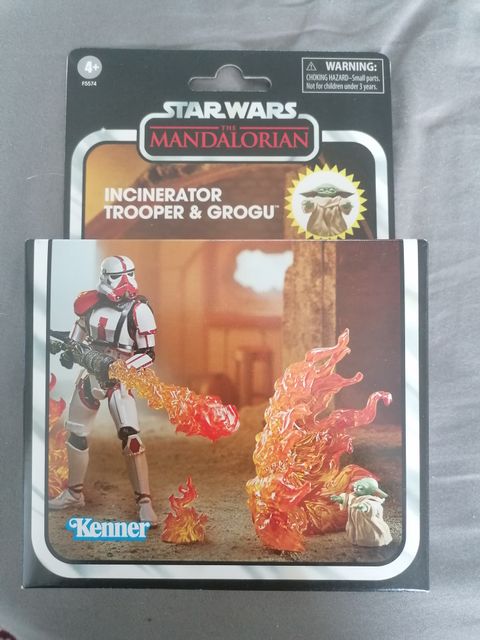 4+
F5574
WARNING:
CHOKING HAZARD–Small parts.
Not for children under 3 years.
STAR WARS
THE
MANDALORIAN
INCINERATOR
TROOPER & GROGU™
Kenner